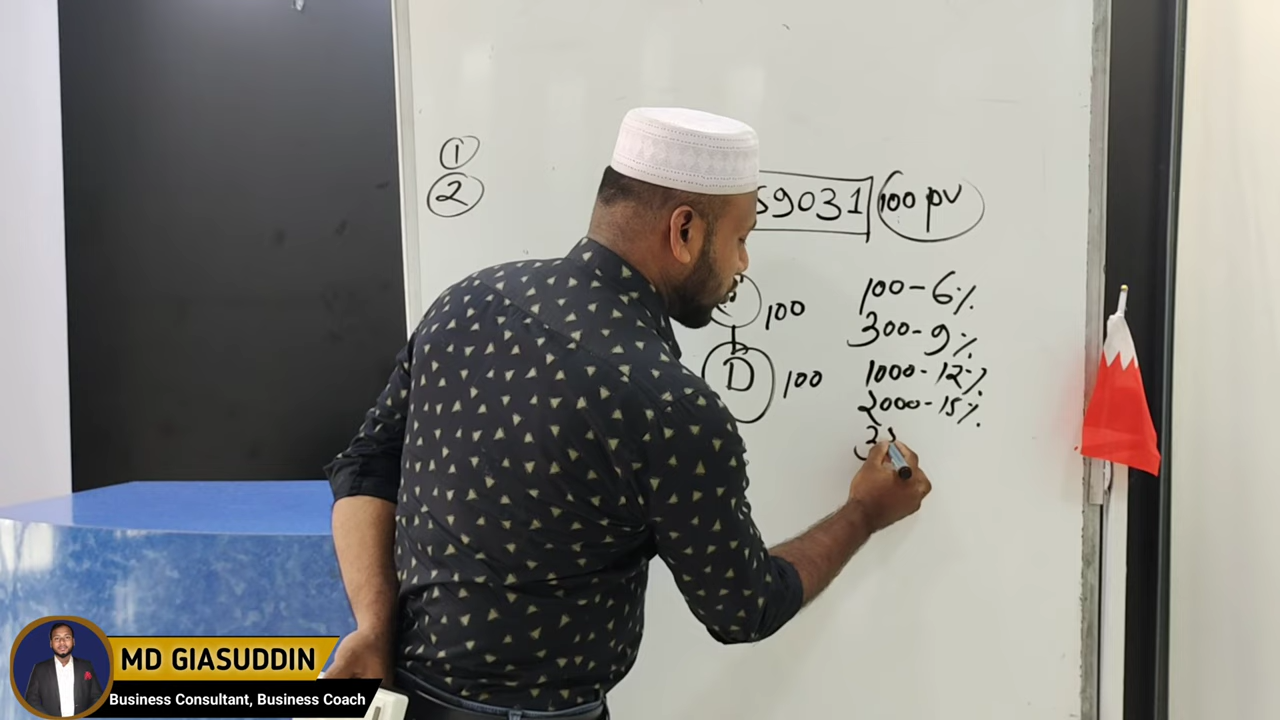 1
2
59031 100 pv
100
100 - 6%
300 - 9%
D 100
1000 - 12%
2000 - 15%
MD GIASUDDIN
Business Consultant, Business Coach